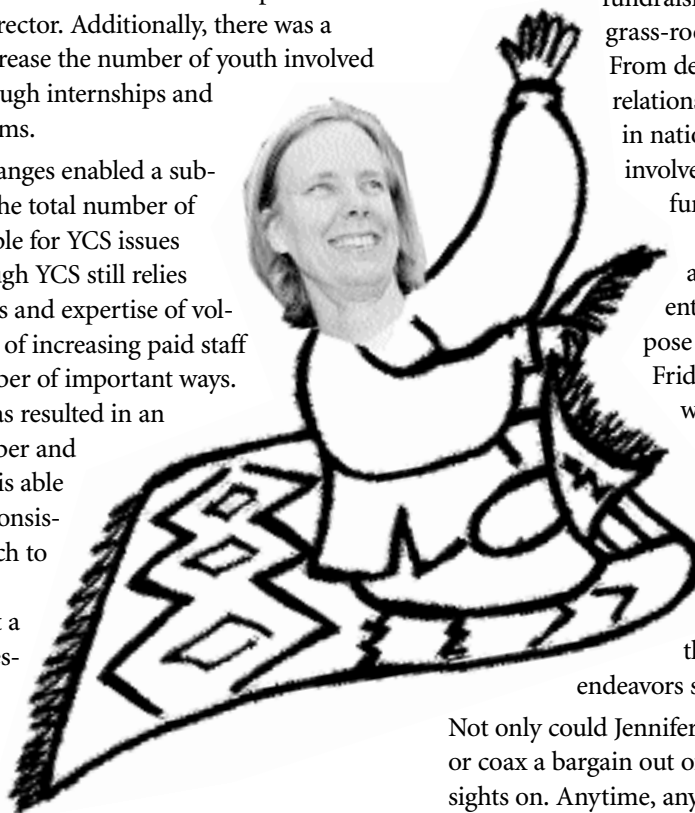 rector. Additionally, there was a
rease the number of youth involved
ugh internships and
ms.
anges enabled a sub-
he total number of
ble for YCS issues
gh YCS still relies
s and expertise of vol-
of increasing paid staff
ber of important ways.
as resulted in an
ber and
is able
onsis-
ch to
t a
es-
grass-roo
From de
relationa
in natio
involve
fur
a
ent
pose
Frid
w
th
endeavors s
Not only could Jennifer
or coax a bargain out o
sights on. Anytime, any